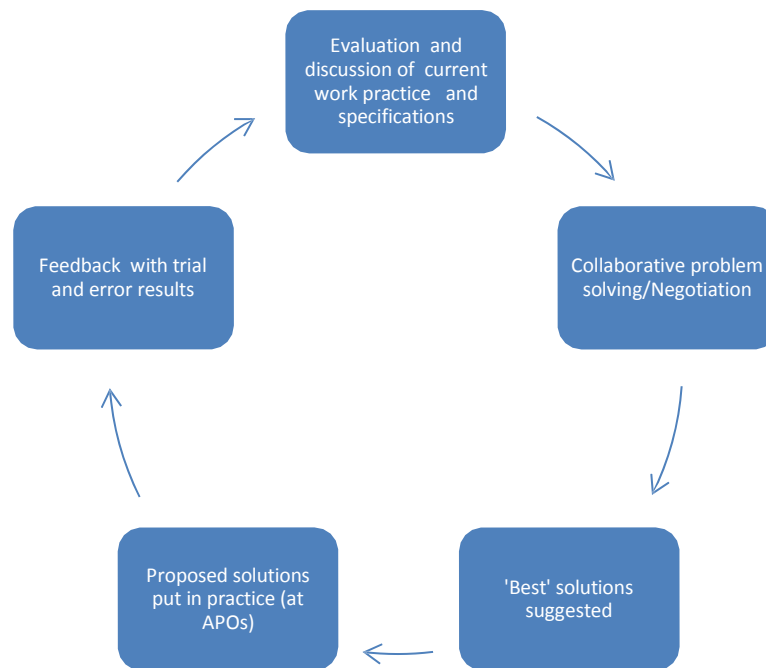 Evaluation and
discussion of current
work practice and
specifications
Collaborative problem
solving/Negotiation
'Best' solutions
suggested
Proposed solutions
put in practice (at
APOs)
Feedback with trial
and error results